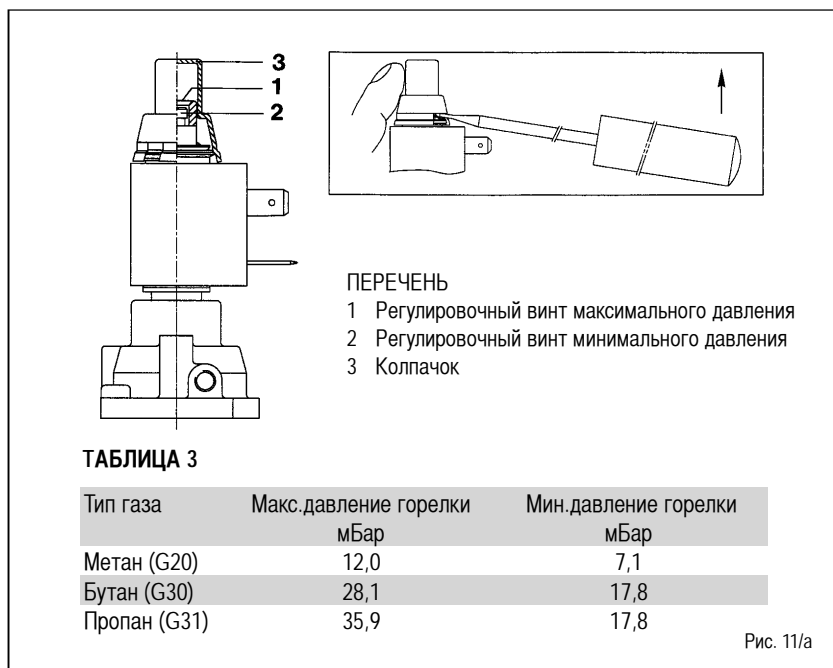 3
1
2
ПЕРЕЧЕНЬ
1 Регулировочный винт максимального давления
2 Регулировочный винт минимального давления
3 Колпачок
ТАБЛИЦА 3
Тип газа Макс.давление горелки Мин.давление горелки
мБар мБар
Метан (G20) 12,0 7,1
Бутан (G30) 28,1 17,8
Пропан (G31) 35,9 17,8
Рис. 11/a